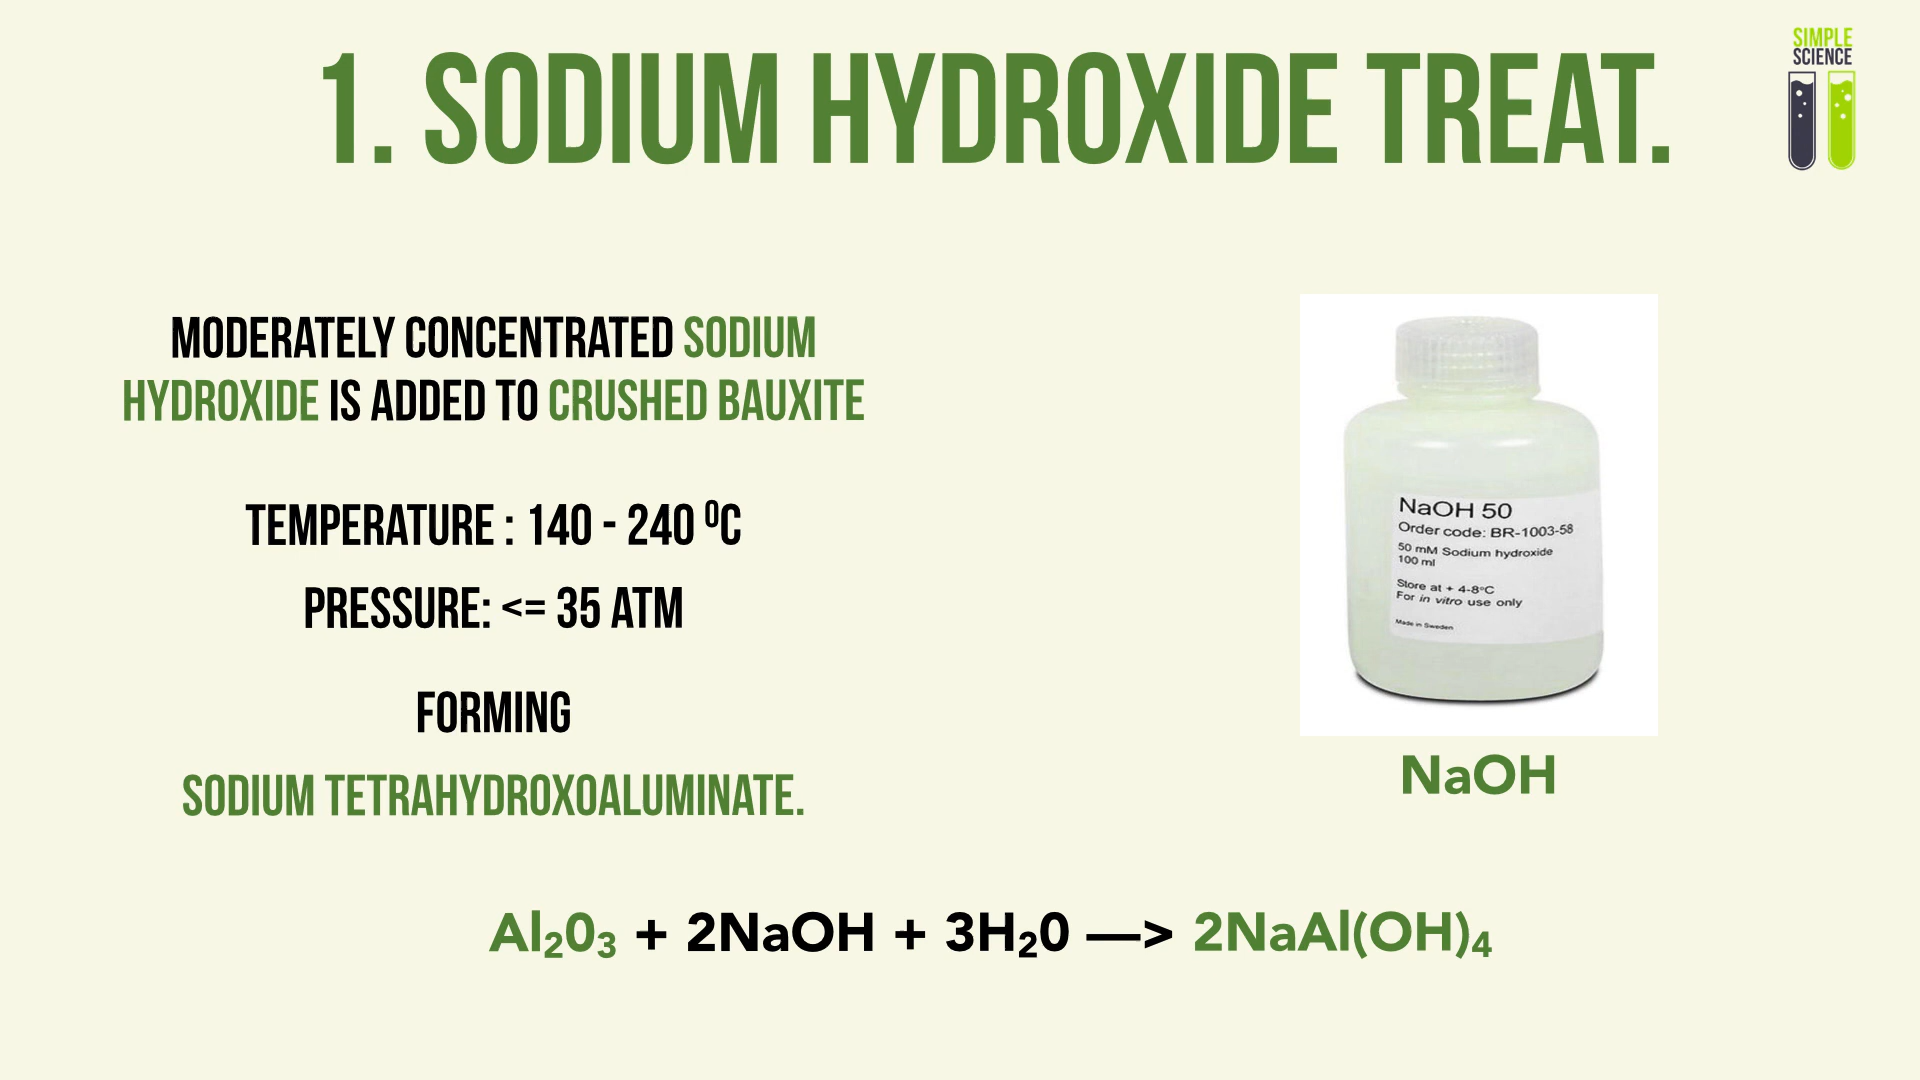 1. SODIUM HYDROXIDE TREAT.
SIMPLE
SCIENCE
MODERATELY CONCENTRATED SODIUM
HYDROXIDE IS ADDED TO CRUSHED BAUXITE
TEMPERATURE : 140 - 240 ⁰C
PRESSURE: <= 35 ATM
FORMING
SODIUM TETRAHYDROXOALUMINATE.
NaOH 50
Order code: BR-1003-58
50 mM Sodium hydroxide
100 ml
Store at + 4-8°C
For in vitro use only
Made in Sweden
NaOH
Al₂0₃ + 2NaOH + 3H₂0 —> 2NaAl(OH)₄